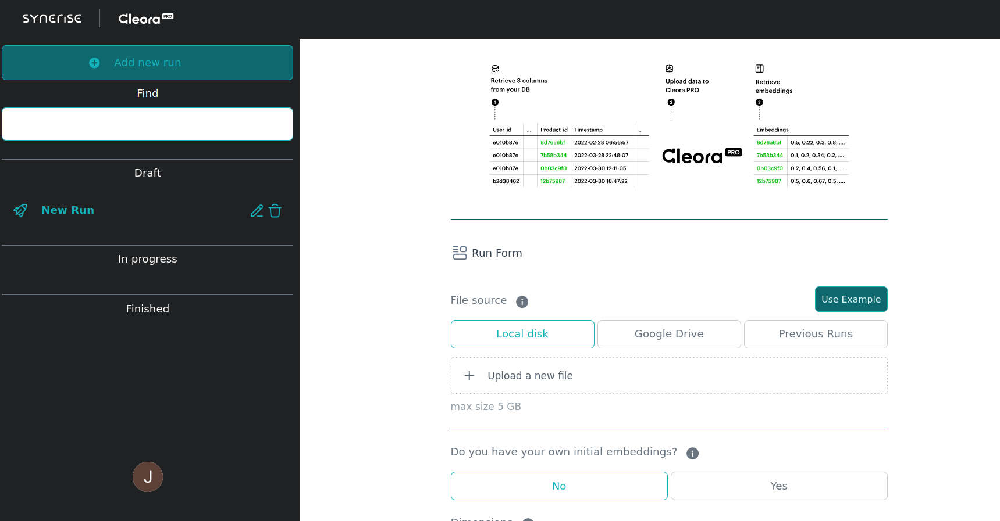 SYNERISE
Cleora PRO
Add new run
Find
Draft
New Run
In progress
Finished
J
Retrieve 3 columns
from your DB
1
Upload data to
Cleora PRO
2
Retrieve
embeddings
3
User_id ... Product_id Timestamp ...
e010b87e 8d76a6bf 2022-02-28 06:56:57
e010b87e 7b58b344 2022-03-28 22:48:07
e010b87e 0b03c9f0 2022-03-30 12:11:05
b2d38462 12b75987 2022-03-30 18:47:22
Cleora PRO
Embeddings
8d76a6bf 0.5, 0.22, 0.3, 0.8, ....
7b58b344 0.1, 0.2, 0.34, 0.2, ....
0b03c9f0 0.2, 0.4, 0.56, 0.1, ....
12b75987 0.5, 0.6, 0.67, 0.5, ....
Run Form
File source
Use Example
Local disk
Google Drive
Previous Runs
Upload a new file
max size 5 GB
Do you have your own initial embeddings?
No
Yes
Dimensions